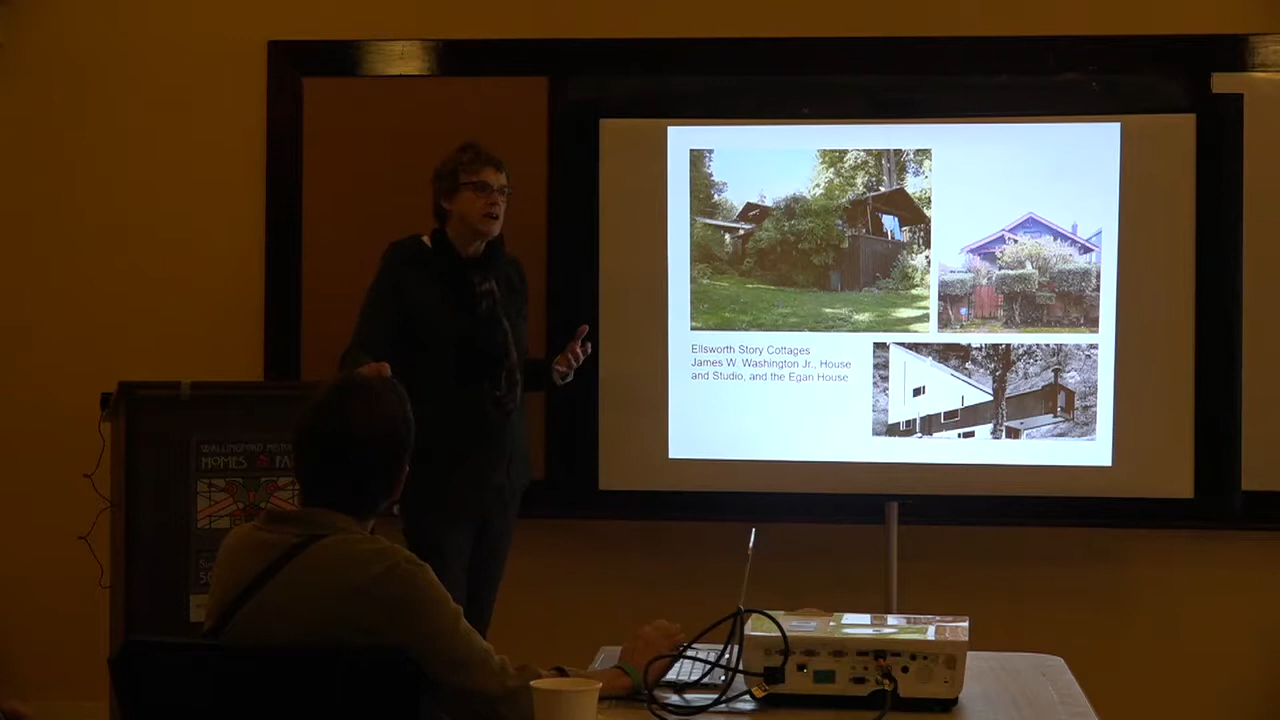 Ellsworth Story Cottages
James W. Washington Jr., House
and Studio, and the Egan House
WALLINGFORD
HOMES